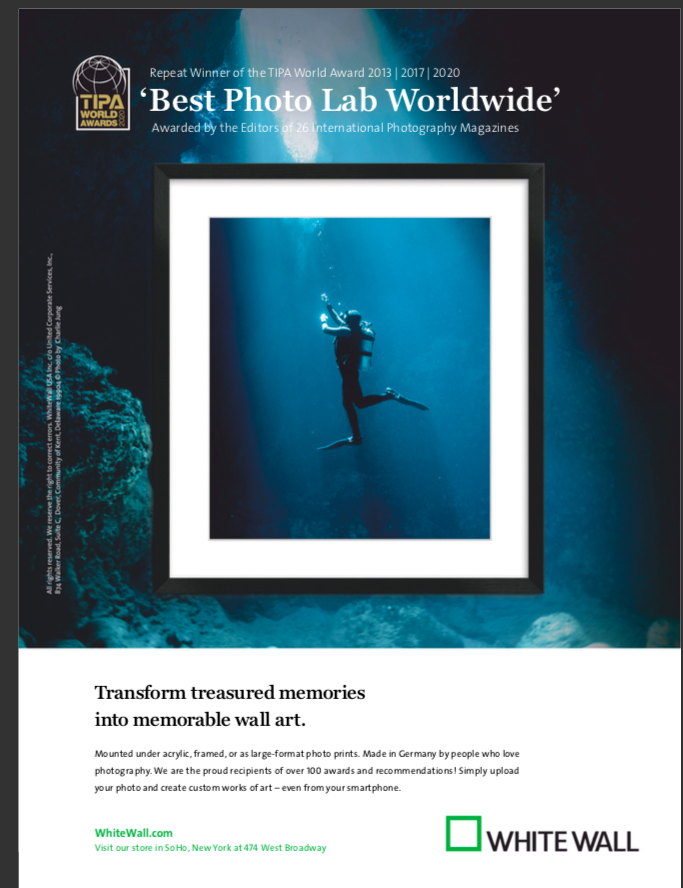 Repeat Winner of the TIPA World Award 2013 | 2017 | 2020
TIPA
WORLD
AWARDS
2020
‘Best Photo Lab Worldwide’
Awarded by the Editors of 26 International Photography Magazines
All rights reserved. We reserve the right to correct errors. WhiteWall USA Inc. c/o United Corporate Services, Inc.,
874 Walker Road, Suite C, Dover, Community of Kent, Delaware 19904 © Photo by Charlie Jung
Transform treasured memories
into memorable wall art.
Mounted under acrylic, framed, or as large-format photo prints. Made in Germany by people who love
photography. We are the proud recipients of over 100 awards and recommendations! Simply upload
your photo and create custom works of art – even from your smartphone.
WhiteWall.com
Visit our store in SoHo, New York at 474 West Broadway
WHITE WALL